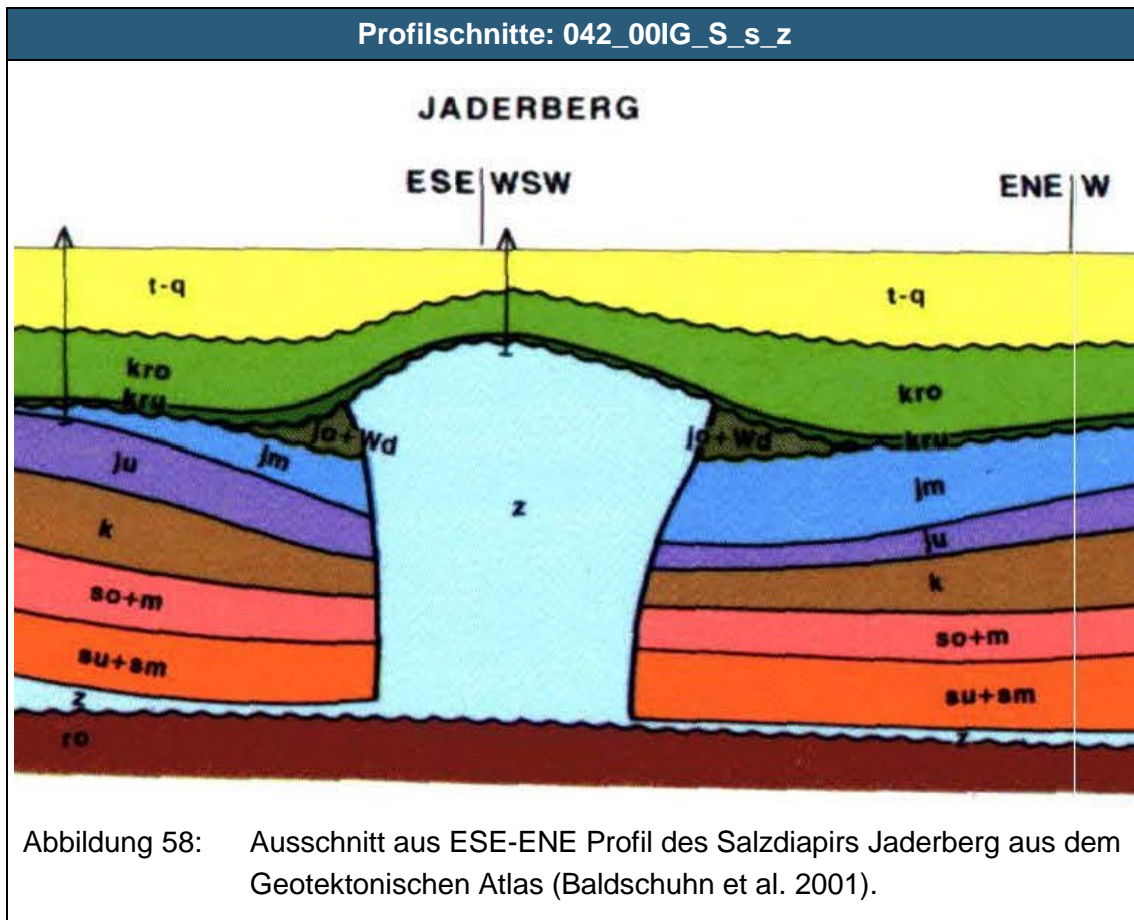 Profilschnitte: 042_00IG_S_s_z
JADERBERG
ESE WSW
ENE W
t-q
t-q
kro
kro
kru
kru
jo+Wd
jo+Wd
jm
jm
ju
ju
z
k
k
so+m
so+m
su+sm
su+sm
z
z
ro
Abbildung 58: Ausschnitt aus ESE-ENE Profil des Salzdiapirs Jaderberg aus dem
Geotektonischen Atlas (Baldschuhn et al. 2001).